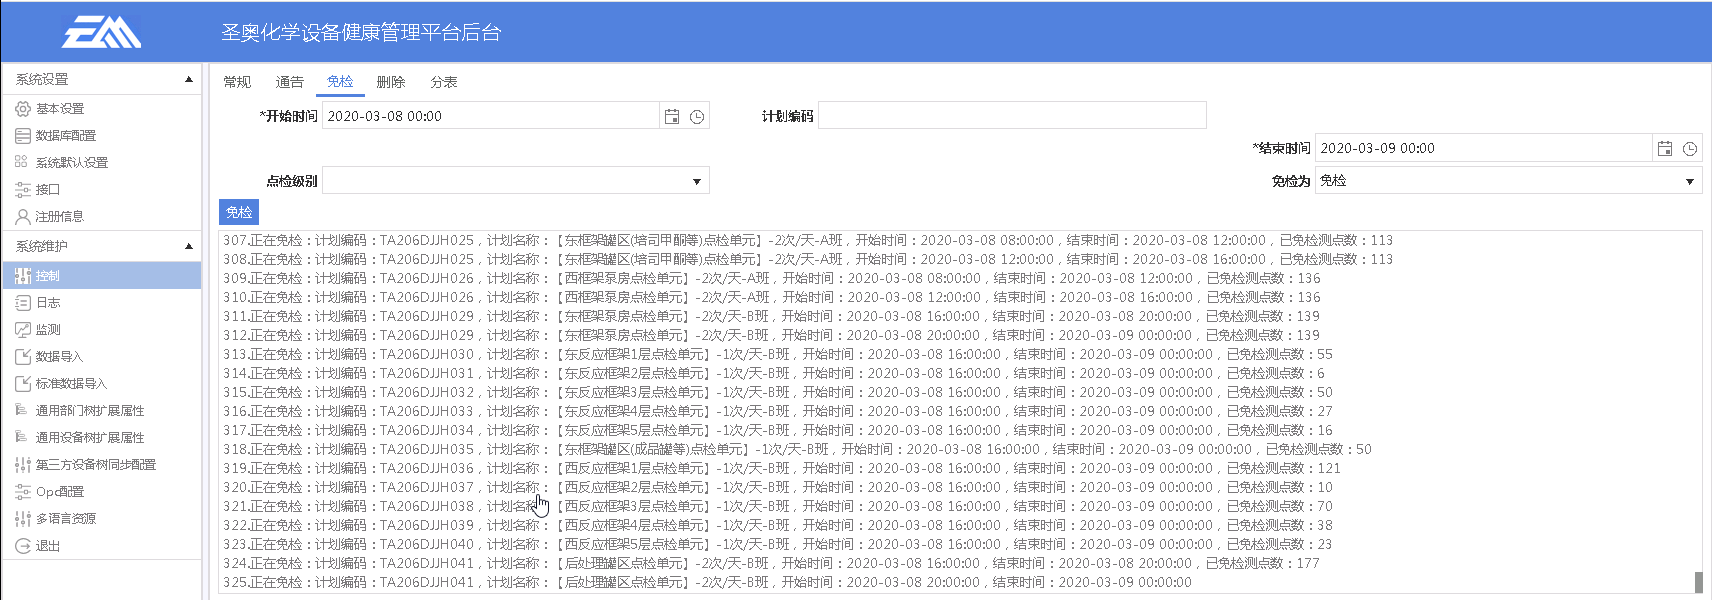 EM
圣奥化学设备健康管理平台后台
系统设置
基本设置
数据库配置
系统默认设置
接口
注册信息
系统维护
控制
日志
监测
数据导入
标准数据导入
通用部门树扩展属性
通用设备树扩展属性
第三方设备树同步配置
Opc配置
多语言资源
退出
常规 通告 免检 删除 分表
*开始时间 2020-03-08 00:00 计划编码
*结束时间 2020-03-09 00:00
点检级别 免检为 免检
免检
307.正在免检：计划编码：TA206DJJH025，计划名称：【东框架罐区(培司甲酮等)点检单元】-2次/天-A班，开始时间：2020-03-08 08:00:00，结束时间：2020-03-08 12:00:00，已免检测点数：113
308.正在免检：计划编码：TA206DJJH025，计划名称：【东框架罐区(培司甲酮等)点检单元】-2次/天-A班，开始时间：2020-03-08 12:00:00，结束时间：2020-03-08 16:00:00，已免检测点数：113
309.正在免检：计划编码：TA206DJJH026，计划名称：【西框架泵房点检单元】-2次/天-A班，开始时间：2020-03-08 08:00:00，结束时间：2020-03-08 12:00:00，已免检测点数：136
310.正在免检：计划编码：TA206DJJH026，计划名称：【西框架泵房点检单元】-2次/天-A班，开始时间：2020-03-08 12:00:00，结束时间：2020-03-08 16:00:00，已免检测点数：136
311.正在免检：计划编码：TA206DJJH029，计划名称：【东框架泵房点检单元】-2次/天-B班，开始时间：2020-03-08 16:00:00，结束时间：2020-03-08 20:00:00，已免检测点数：139
312.正在免检：计划编码：TA206DJJH029，计划名称：【东框架泵房点检单元】-2次/天-B班，开始时间：2020-03-08 20:00:00，结束时间：2020-03-09 00:00:00，已免检测点数：139
313.正在免检：计划编码：TA206DJJH030，计划名称：【东反应框架1层点检单元】-1次/天-B班，开始时间：2020-03-08 16:00:00，结束时间：2020-03-09 00:00:00，已免检测点数：55
314.正在免检：计划编码：TA206DJJH031，计划名称：【东反应框架2层点检单元】-1次/天-B班，开始时间：2020-03-08 16:00:00，结束时间：2020-03-09 00:00:00，已免检测点数：6
315.正在免检：计划编码：TA206DJJH032，计划名称：【东反应框架3层点检单元】-1次/天-B班，开始时间：2020-03-08 16:00:00，结束时间：2020-03-09 00:00:00，已免检测点数：50
316.正在免检：计划编码：TA206DJJH033，计划名称：【东反应框架4层点检单元】-1次/天-B班，开始时间：2020-03-08 16:00:00，结束时间：2020-03-09 00:00:00，已免检测点数：27
317.正在免检：计划编码：TA206DJJH034，计划名称：【东反应框架5层点检单元】-1次/天-B班，开始时间：2020-03-08 16:00:00，结束时间：2020-03-09 00:00:00，已免检测点数：16
318.正在免检：计划编码：TA206DJJH035，计划名称：【东框架罐区(成品罐等)点检单元】-1次/天-B班，开始时间：2020-03-08 16:00:00，结束时间：2020-03-09 00:00:00，已免检测点数：50
319.正在免检：计划编码：TA206DJJH036，计划名称：【西反应框架1层点检单元】-1次/天-B班，开始时间：2020-03-08 16:00:00，结束时间：2020-03-09 00:00:00，已免检测点数：121
320.正在免检：计划编码：TA206DJJH037，计划名称：【西反应框架2层点检单元】-1次/天-B班，开始时间：2020-03-08 16:00:00，结束时间：2020-03-09 00:00:00，已免检测点数：10
321.正在免检：计划编码：TA206DJJH038，计划名称：【西反应框架3层点检单元】-1次/天-B班，开始时间：2020-03-08 16:00:00，结束时间：2020-03-09 00:00:00，已免检测点数：70
322.正在免检：计划编码：TA206DJJH039，计划名称：【西反应框架4层点检单元】-1次/天-B班，开始时间：2020-03-08 16:00:00，结束时间：2020-03-09 00:00:00，已免检测点数：38
323.正在免检：计划编码：TA206DJJH040，计划名称：【西反应框架5层点检单元】-1次/天-B班，开始时间：2020-03-08 16:00:00，结束时间：2020-03-09 00:00:00，已免检测点数：23
324.正在免检：计划编码：TA206DJJH041，计划名称：【后处理罐区点检单元】-2次/天-B班，开始时间：2020-03-08 16:00:00，结束时间：2020-03-08 20:00:00，已免检测点数：177
325.正在免检：计划编码：TA206DJJH041，计划名称：【后处理罐区点检单元】-2次/天-B班，开始时间：2020-03-08 20:00:00，结束时间：2020-03-09 00:00:00